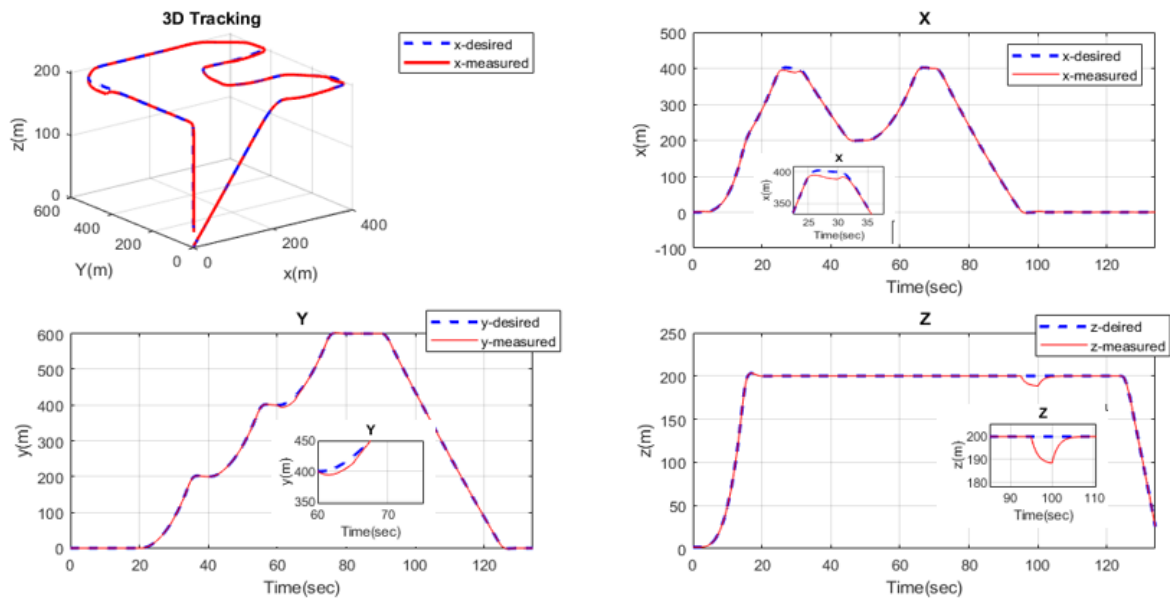 3D Tracking
x-desired
x-measured
200
100
0
z(m)
600
400
200
0
Y(m)
0
200
400
x(m)
X
x-desired
x-measured
500
400
300
200
100
0
-100
x(m)
0 20 40 60 80 100 120
Time(sec)
X
400
350
x(m)
25 30 35
Time(sec)
Y
y-desired
y-measured
600
500
400
300
200
100
0
y(m)
0 20 40 60 80 100 120
Time(sec)
Y
450
400
350
y(m)
60 70
Time(sec)
Z
z-deired
z-measured
250
200
150
100
50
0
z(m)
0 20 40 60 80 100 120
Time(sec)
Z
200
190
180
z(m)
90 100 110
Time(sec)